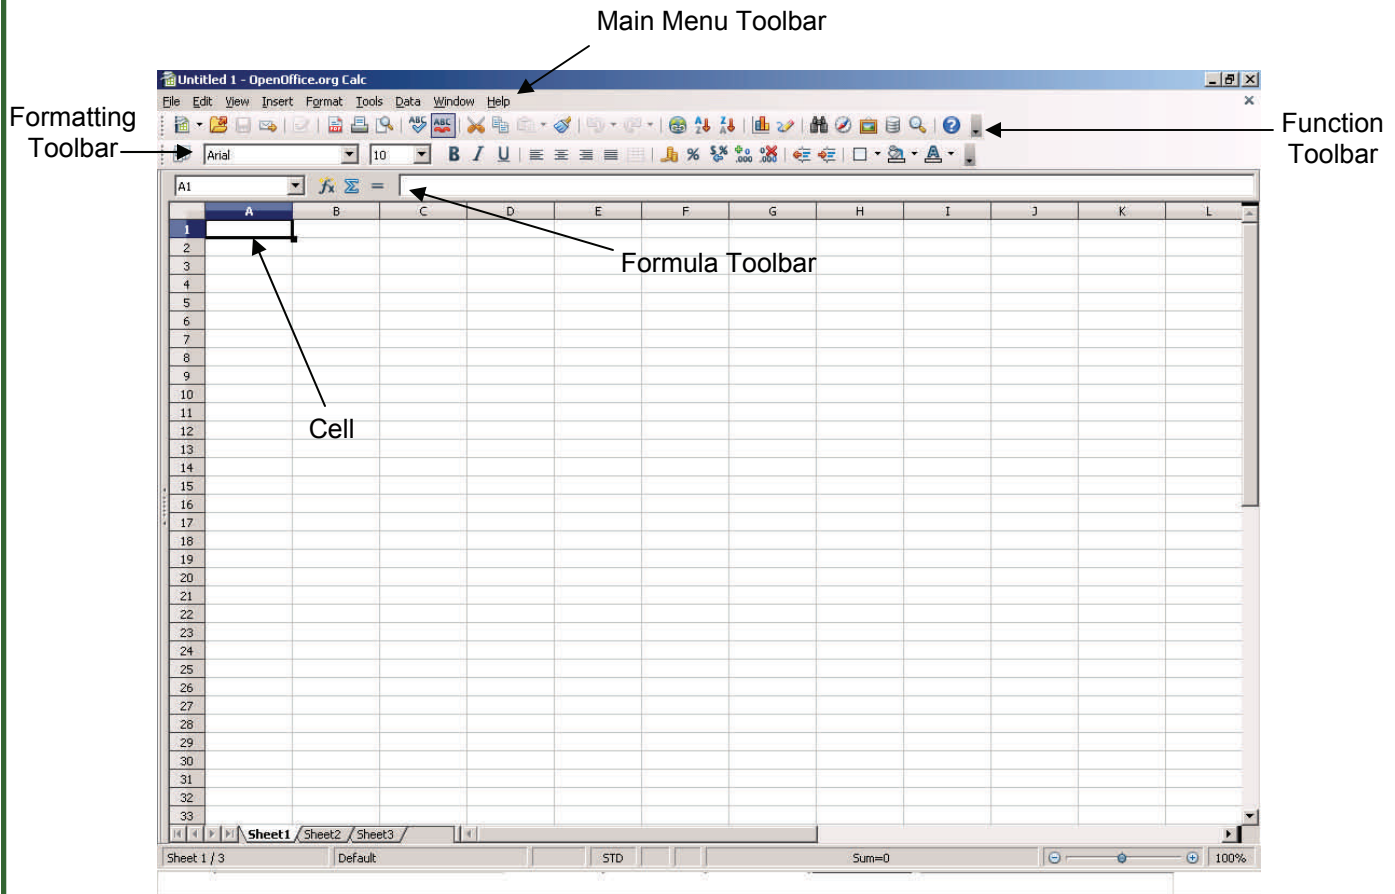 Main Menu Toolbar
Untitled 1 - OpenOffice.org Calc
File Edit View Insert Format Tools Data Window Help
Formatting
Toolbar
Function
Toolbar
ABC ABC
Arial 10 B I U
A1 fx Σ =
A B C D E F G H I J K L
1
2
3
Formula Toolbar
4
5
6
7
8
9
10
11
12
Cell
13
14
15
16
17
18
19
20
21
22
23
24
25
26
27
28
29
30
31
32
33
Sheet1 Sheet2 Sheet3
Sheet 1 / 3 Default STD Sum=0 100%